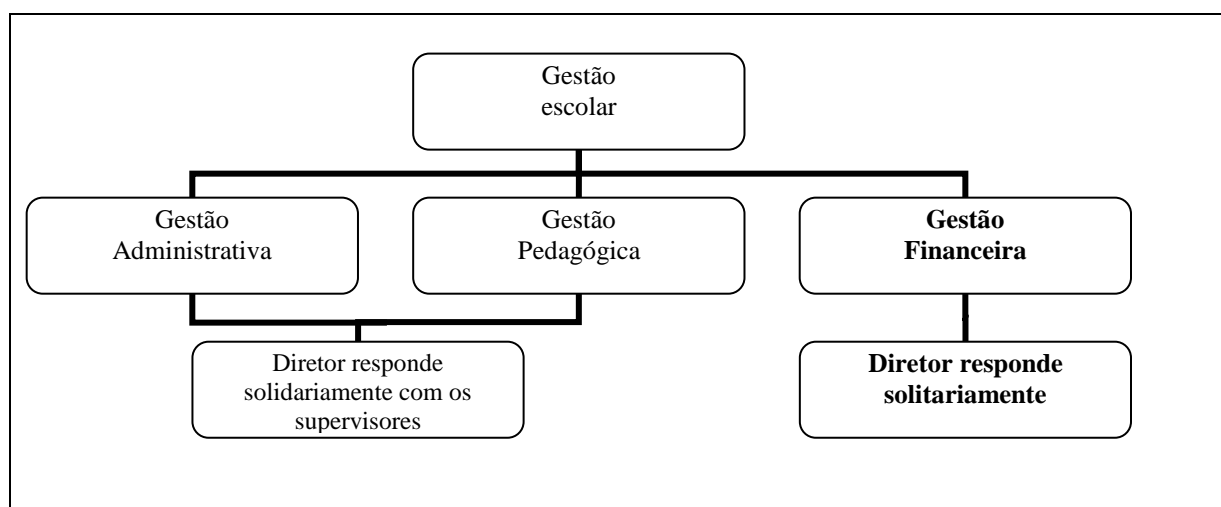 Gestão
escolar
Gestão
Administrativa
Gestão
Pedagógica
Gestão
Financeira
Diretor responde
solidariamente com os
supervisores
Diretor responde
solitariamente